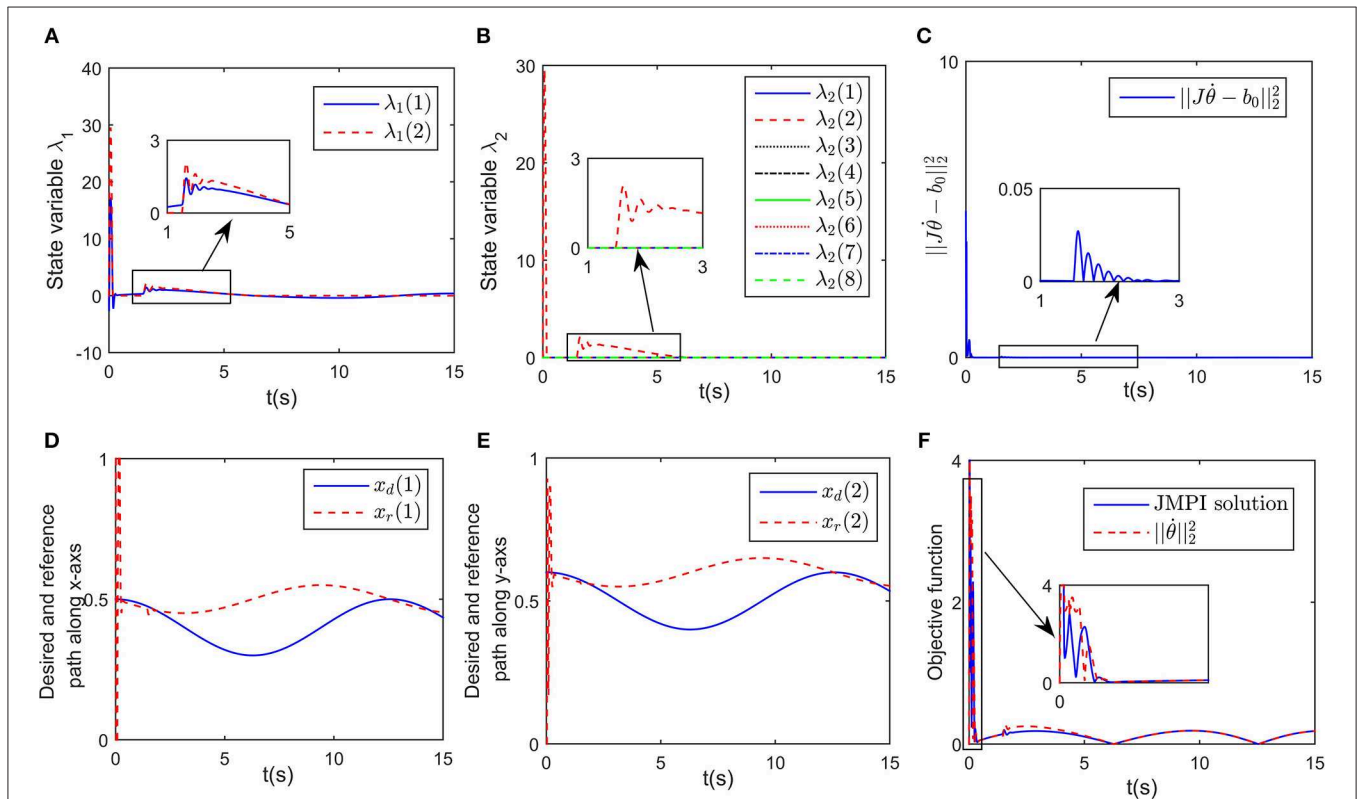 A
State variable λ₁
40
30
20
10
0
-10
λ₁(1)
λ₁(2)
3
0
1
5
0
5
10
15
t(s)
B
State variable λ₂
30
20
10
0
λ₂(1)
λ₂(2)
λ₂(3)
λ₂(4)
λ₂(5)
λ₂(6)
λ₂(7)
λ₂(8)
3
0
1
3
0
5
10
15
t(s)
C
||Jθ̇ − b₀||₂²
10
0
||Jθ̇ − b₀||₂²
0.05
0
1
3
0
5
10
15
t(s)
D
Desired and reference
path along x-axs
1
0.5
0
x_d(1)
x_r(1)
0
5
10
15
t(s)
E
Desired and reference
path along y-axs
1
0.5
0
x_d(2)
x_r(2)
0
5
10
15
t(s)
F
Objective function
4
2
0
JMPI solution
||θ̇||₂²
4
0
0
0
5
10
15
t(s)